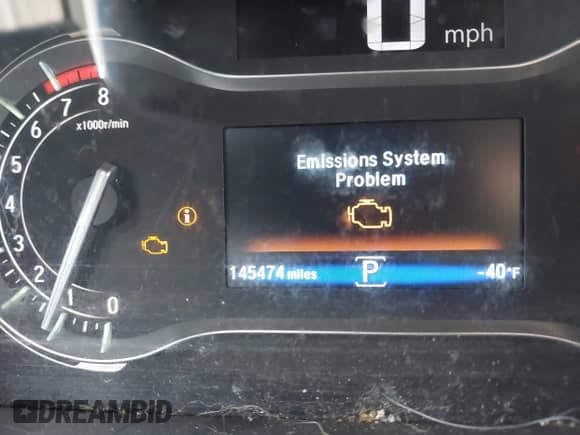 0 mph
8
7
6
x1000r/min
5
4
Emissions System
Problem
i
3
2
1
0
145474 miles P -40°F
DREAMBID